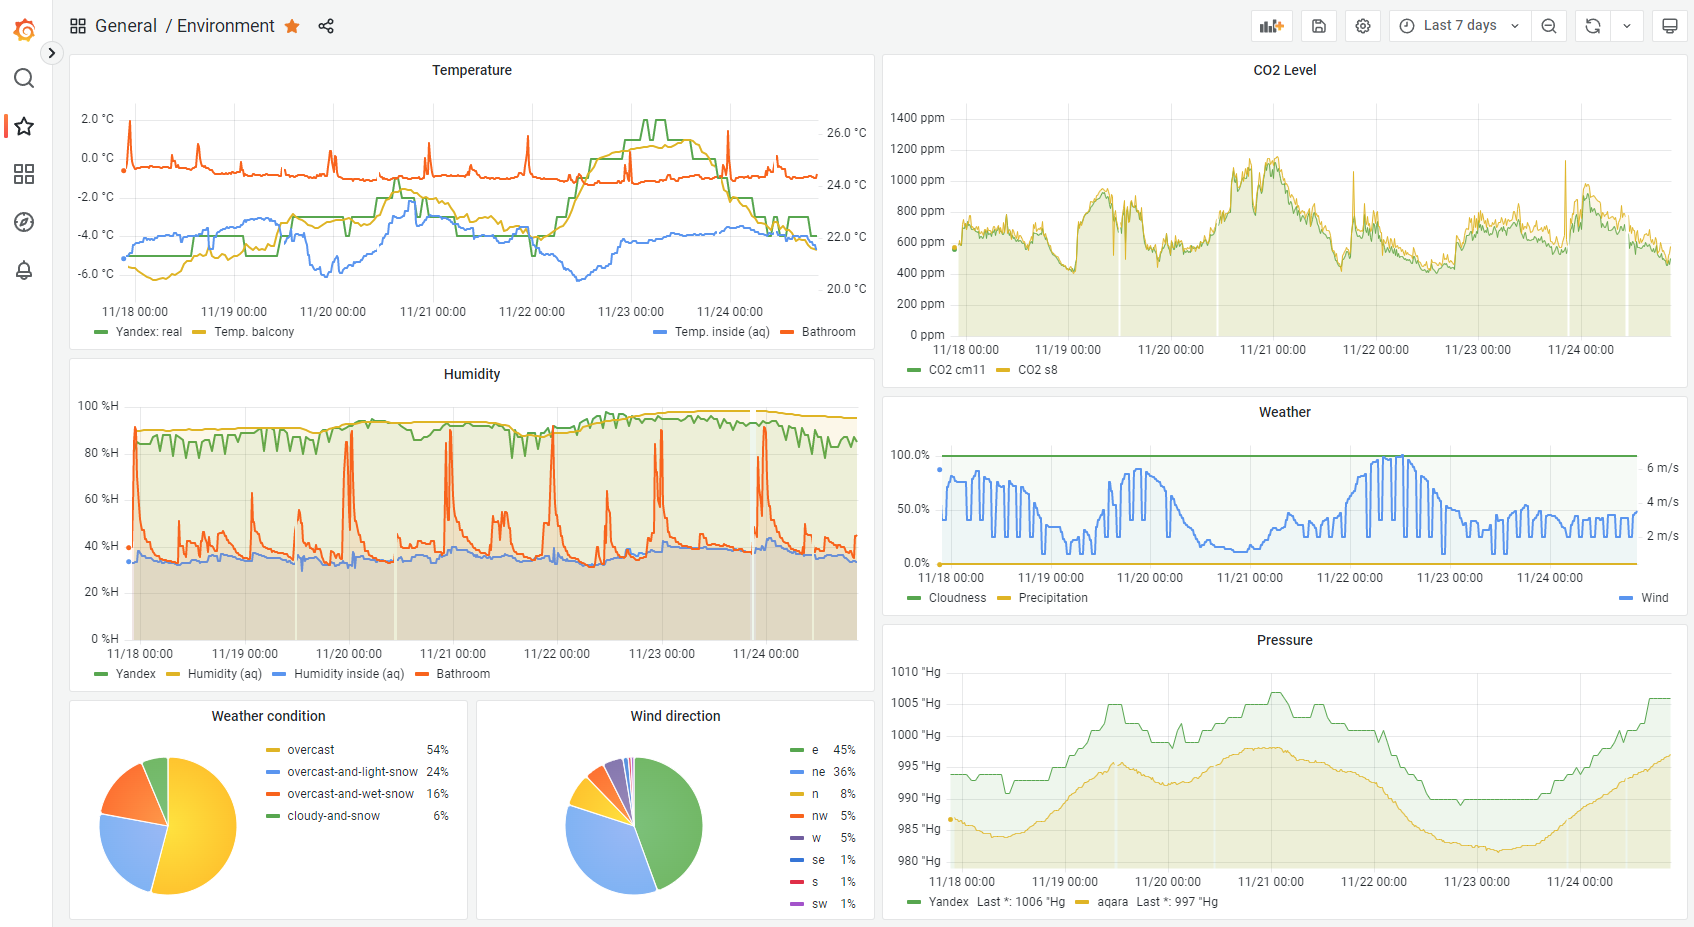 General / Environment
Last 7 days
Temperature
2.0 °C
0.0 °C
-2.0 °C
-4.0 °C
-6.0 °C
26.0 °C
24.0 °C
22.0 °C
20.0 °C
11/18 00:00 11/19 00:00 11/20 00:00 11/21 00:00 11/22 00:00 11/23 00:00 11/24 00:00
Yandex: real Temp. balcony Temp. inside (aq) Bathroom
CO2 Level
1400 ppm
1200 ppm
1000 ppm
800 ppm
600 ppm
400 ppm
200 ppm
0 ppm
11/18 00:00 11/19 00:00 11/20 00:00 11/21 00:00 11/22 00:00 11/23 00:00 11/24 00:00
CO2 cm11 CO2 s8
Humidity
100 %H
80 %H
60 %H
40 %H
20 %H
0 %H
11/18 00:00 11/19 00:00 11/20 00:00 11/21 00:00 11/22 00:00 11/23 00:00 11/24 00:00
Yandex Humidity (aq) Humidity inside (aq) Bathroom
Weather
100.0%
50.0%
0.0%
6 m/s
4 m/s
2 m/s
11/18 00:00 11/19 00:00 11/20 00:00 11/21 00:00 11/22 00:00 11/23 00:00 11/24 00:00
Cloudness Precipitation Wind
Weather condition
overcast 54%
overcast-and-light-snow 24%
overcast-and-wet-snow 16%
cloudy-and-snow 6%
Wind direction
e 45%
ne 36%
n 8%
nw 5%
w 5%
se 1%
s 1%
sw 1%
Pressure
1010 "Hg
1005 "Hg
1000 "Hg
995 "Hg
990 "Hg
985 "Hg
980 "Hg
11/18 00:00 11/19 00:00 11/20 00:00 11/21 00:00 11/22 00:00 11/23 00:00 11/24 00:00
Yandex Last *: 1006 "Hg aqara Last *: 997 "Hg